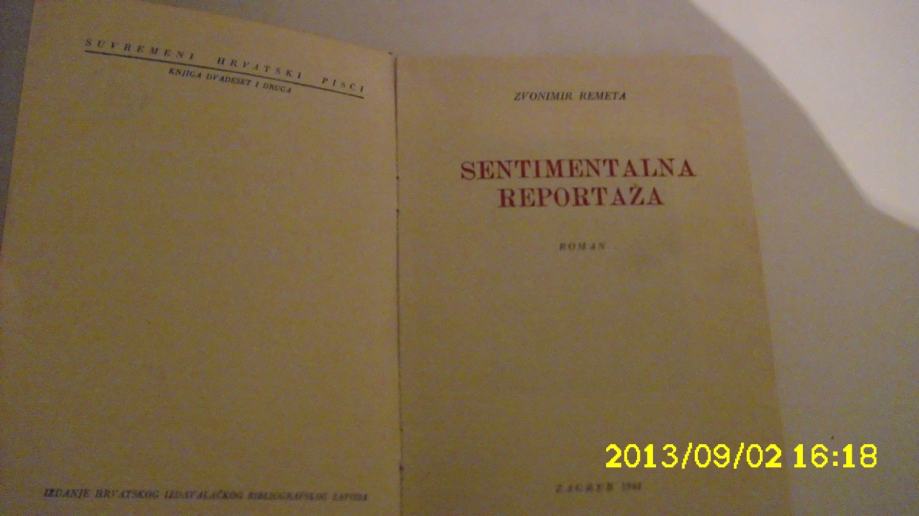 SUVREMENI HRVATSKI PISCI
KNJIGA DVADESET I DRUGA
IZDANJE HRVATSKOG IZDAVALAČKOG BIBLIOGRAFSKOG ZAVODA
ZVONIMIR REMETA
SENTIMENTALNA
REPORTAŽA
ROMAN
ZAGREB
2013/09/02 16:18